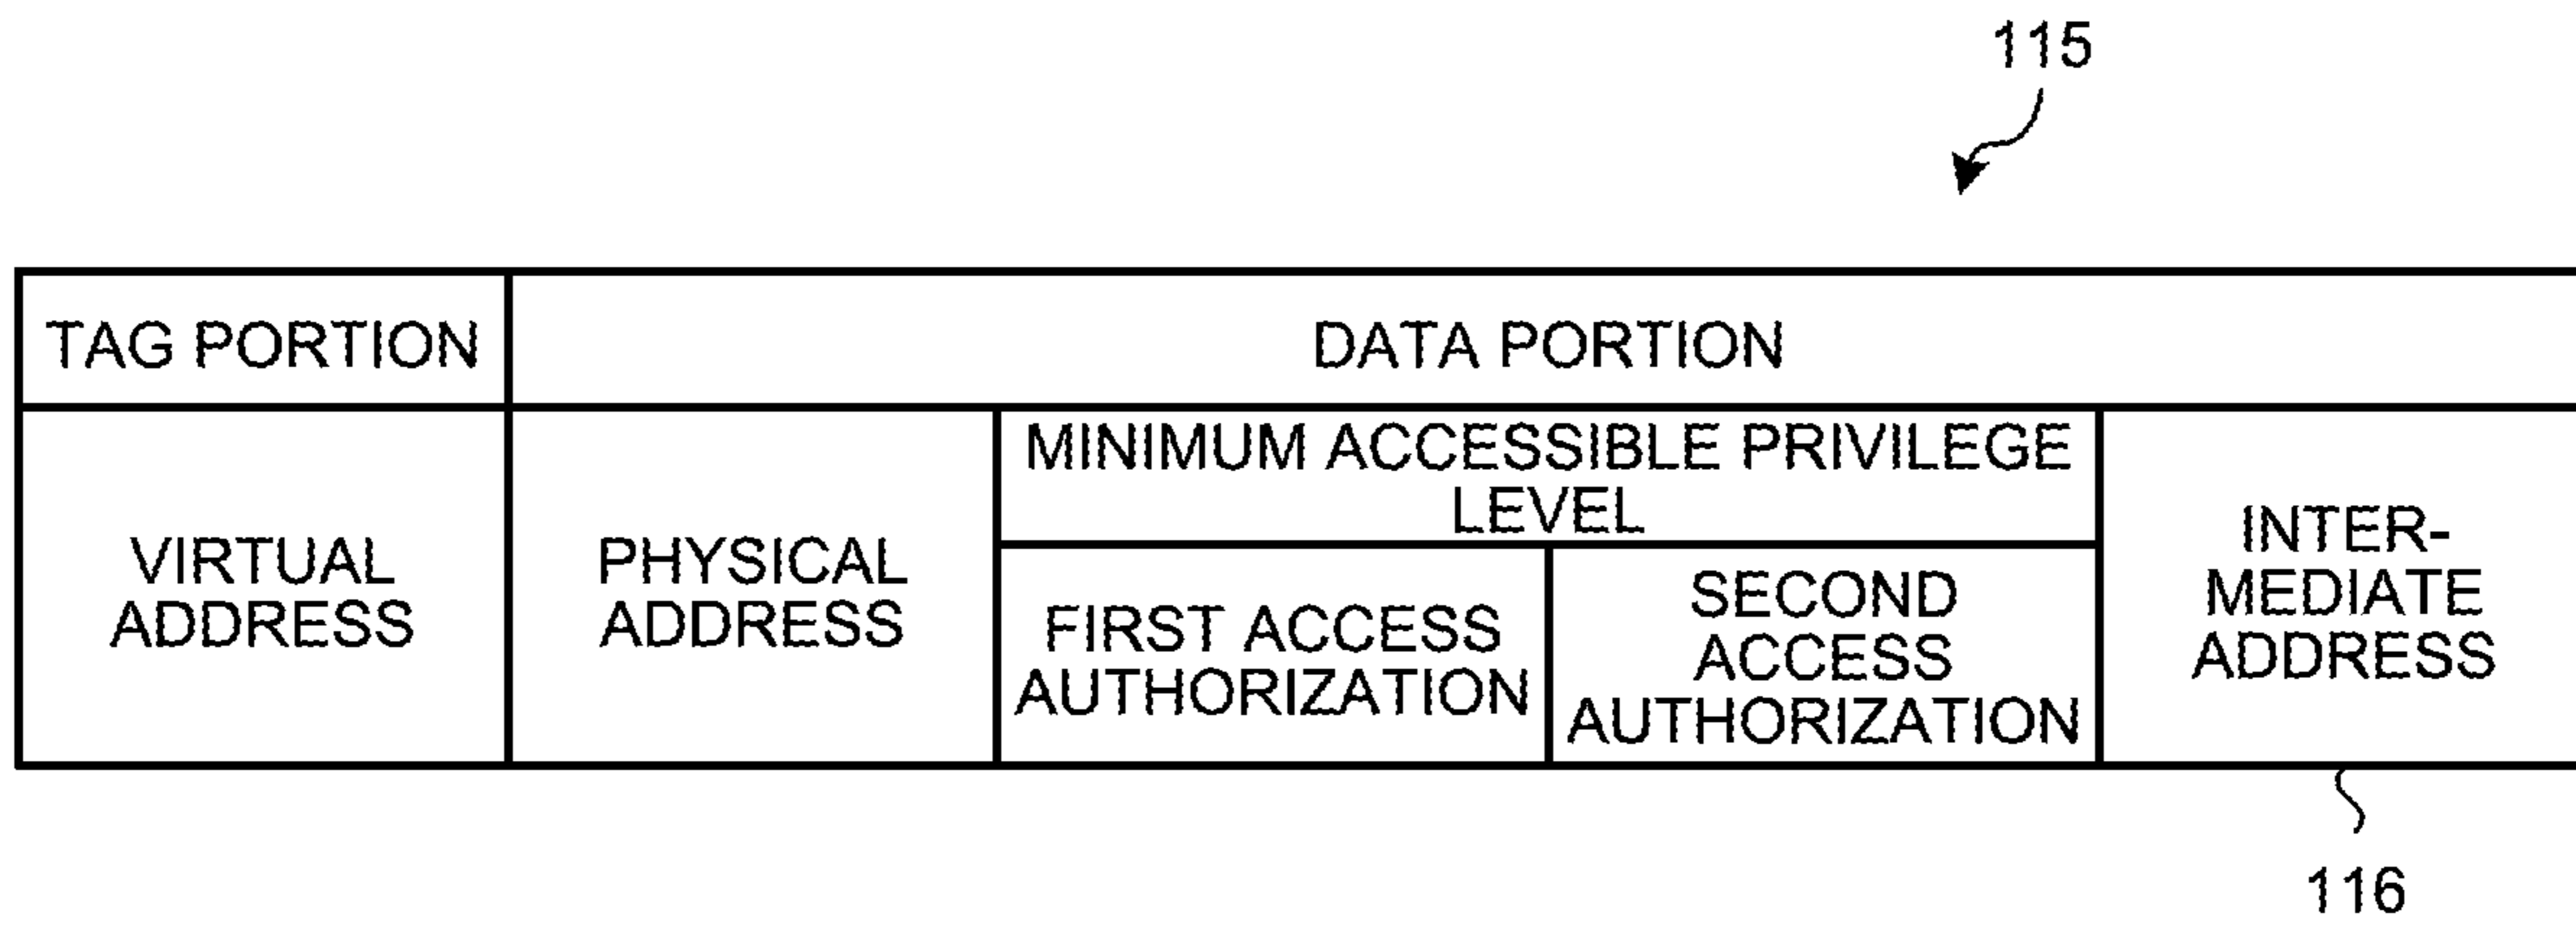 115
TAG PORTION
DATA PORTION
VIRTUAL
ADDRESS
PHYSICAL
ADDRESS
MINIMUM ACCESSIBLE PRIVILEGE
LEVEL
FIRST ACCESS
AUTHORIZATION
SECOND
ACCESS
AUTHORIZATION
INTER-
MEDIATE
ADDRESS
116